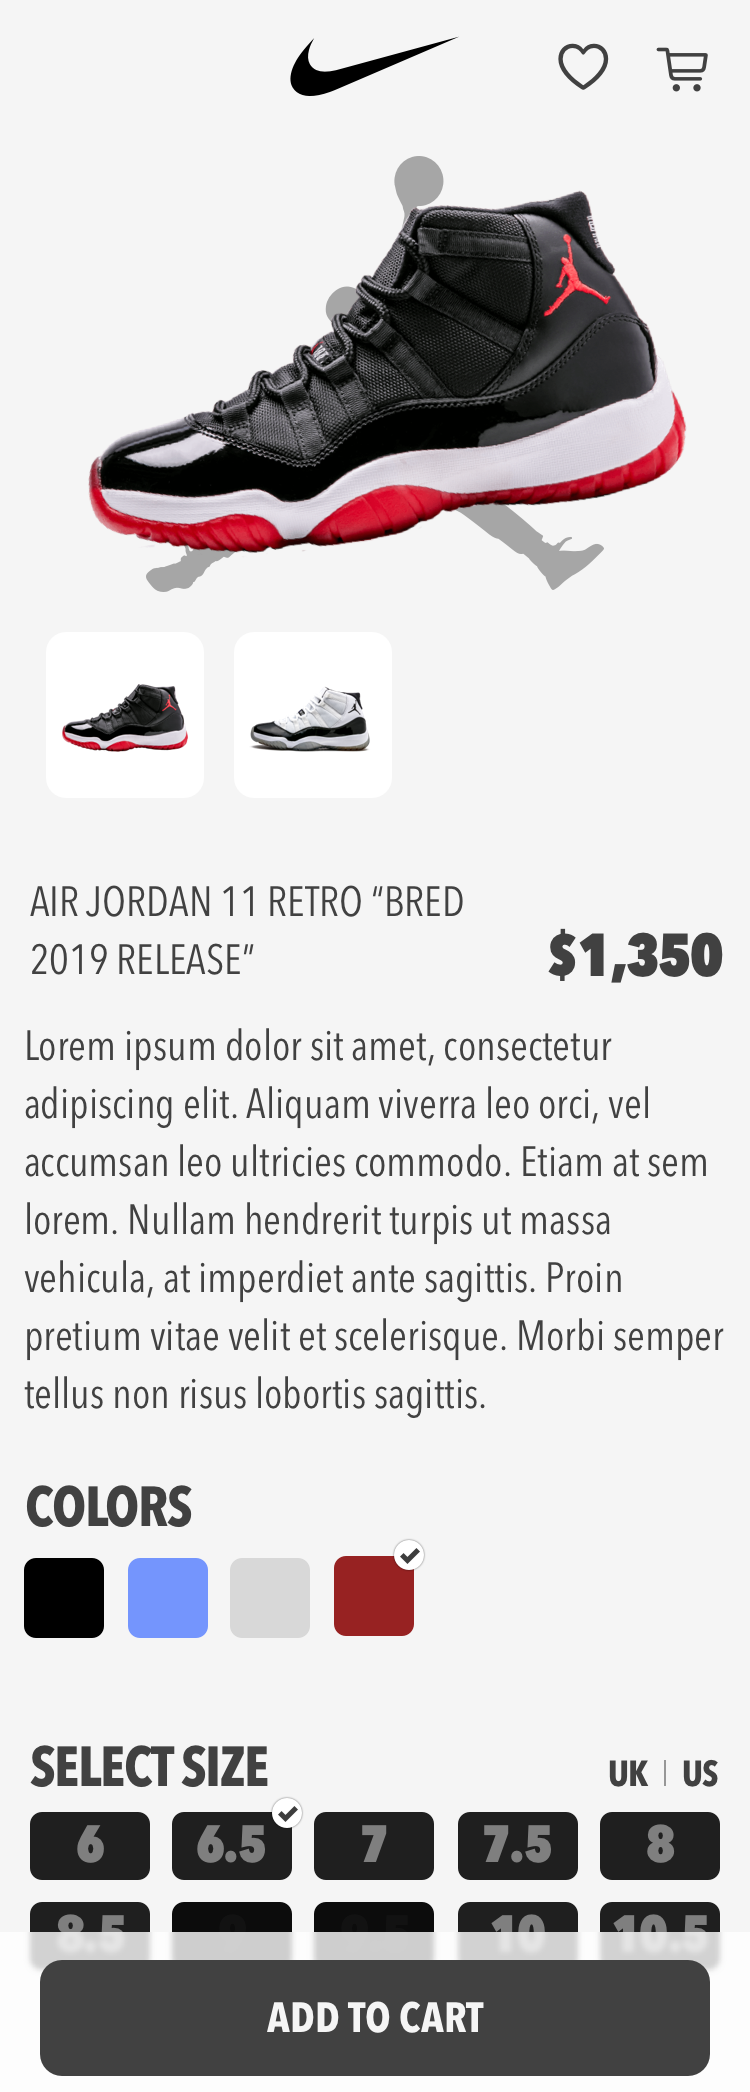 AIR JORDAN 11 RETRO “BRED
2019 RELEASE”
$1,350
Lorem ipsum dolor sit amet, consectetur
adipiscing elit. Aliquam viverra leo orci, vel
accumsan leo ultricies commodo. Etiam at sem
lorem. Nullam hendrerit turpis ut massa
vehicula, at imperdiet ante sagittis. Proin
pretium vitae velit et scelerisque. Morbi semper
tellus non risus lobortis sagittis.
COLORS
SELECT SIZE UK | US
6 6.5 7 7.5 8
8.5 9 9.5 10 10.5
ADD TO CART